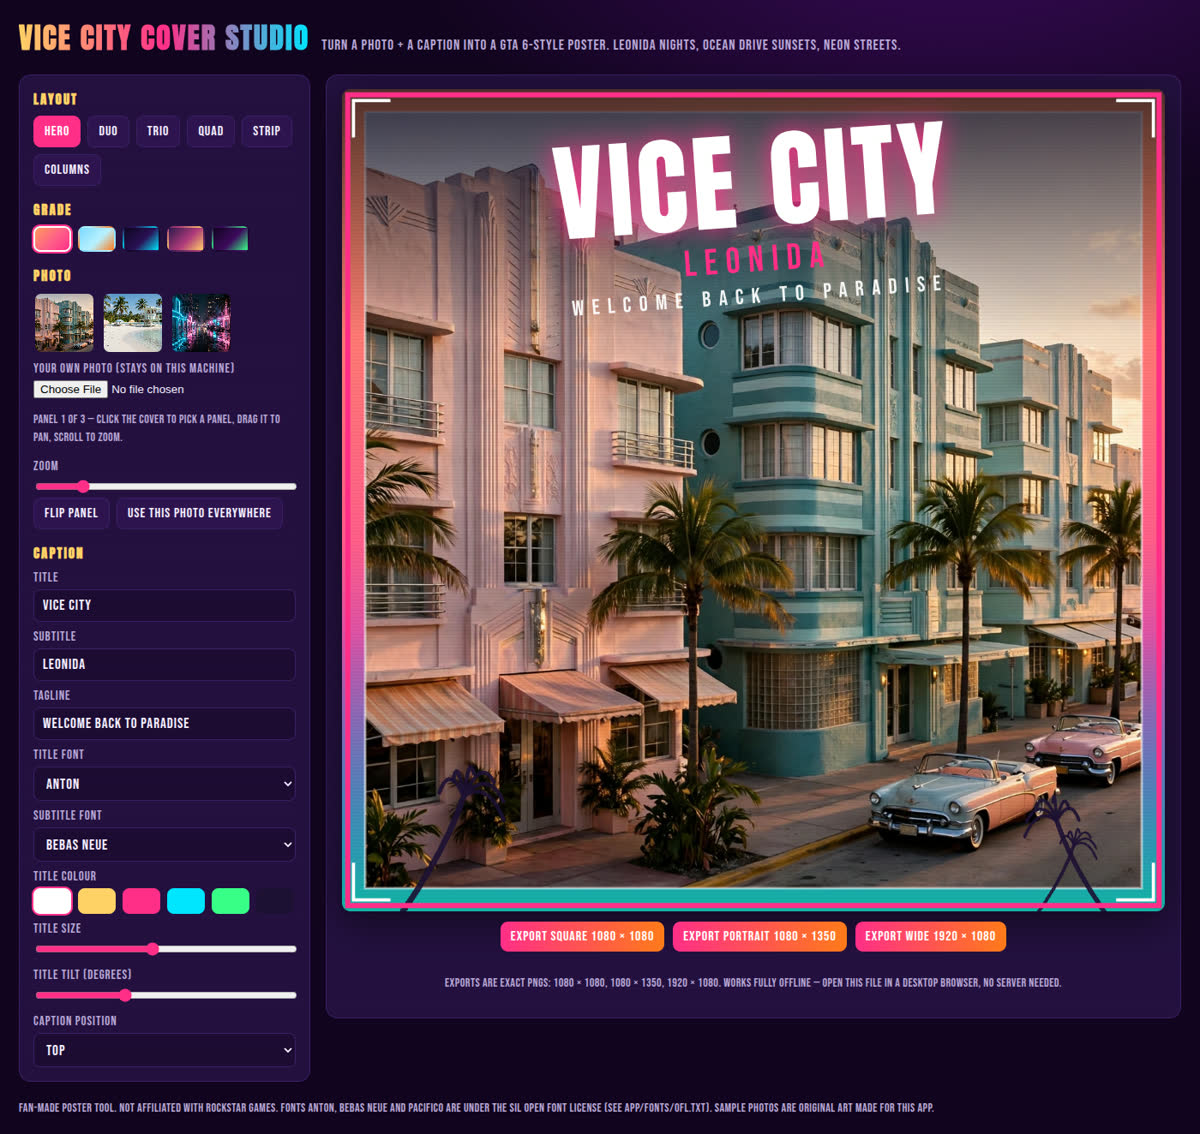 VICE CITY COVER STUDIO
TURN A PHOTO + A CAPTION INTO A GTA 6-STYLE POSTER. LEONIDA NIGHTS, OCEAN DRIVE SUNSETS, NEON STREETS.
LAYOUT
HERO
DUO
TRIO
QUAD
STRIP
COLUMNS
GRADE
PHOTO
YOUR OWN PHOTO (STAYS ON THIS MACHINE)
Choose File No file chosen
PANEL 1 OF 3 — CLICK THE COVER TO PICK A PANEL, DRAG IT TO
PAN, SCROLL TO ZOOM.
ZOOM
FLIP PANEL
USE THIS PHOTO EVERYWHERE
CAPTION
TITLE
VICE CITY
SUBTITLE
LEONIDA
TAGLINE
WELCOME BACK TO PARADISE
TITLE FONT
ANTON
SUBTITLE FONT
BEBAS NEUE
TITLE COLOUR
TITLE SIZE
TITLE TILT (DEGREES)
CAPTION POSITION
TOP
VICE CITY
LEONIDA
WELCOME BACK TO PARADISE
EXPORT SQUARE 1080 × 1080
EXPORT PORTRAIT 1080 × 1350
EXPORT WIDE 1920 × 1080
EXPORTS ARE EXACT PNGS: 1080 × 1080, 1080 × 1350, 1920 × 1080. WORKS FULLY OFFLINE — OPEN THIS FILE IN A DESKTOP BROWSER, NO SERVER NEEDED.
FAN-MADE POSTER TOOL. NOT AFFILIATED WITH ROCKSTAR GAMES. FONTS ANTON, BEBAS NEUE AND PACIFICO ARE UNDER THE SIL OPEN FONT LICENSE (SEE APP/FONTS/OFL.TXT). SAMPLE PHOTOS ARE ORIGINAL ART MADE FOR THIS APP.